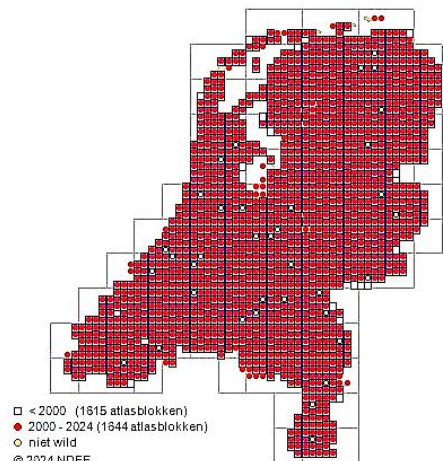 < 2000 (1615 atlasblokken)
2000 - 2024 (1644 atlasblokken)
niet wild
© 2024 NDFF